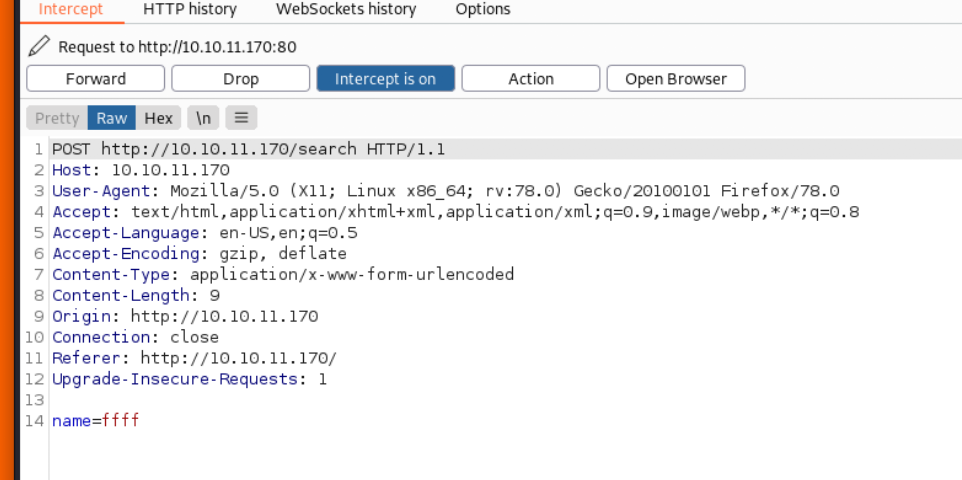 Intercept HTTP history WebSockets history Options
Request to http://10.10.11.170:80
Forward Drop Intercept is on Action Open Browser
Pretty Raw Hex \n
1 POST http://10.10.11.170/search HTTP/1.1
2 Host: 10.10.11.170
3 User-Agent: Mozilla/5.0 (X11; Linux x86_64; rv:78.0) Gecko/20100101 Firefox/78.0
4 Accept: text/html,application/xhtml+xml,application/xml;q=0.9,image/webp,*/*;q=0.8
5 Accept-Language: en-US,en;q=0.5
6 Accept-Encoding: gzip, deflate
7 Content-Type: application/x-www-form-urlencoded
8 Content-Length: 9
9 Origin: http://10.10.11.170
10 Connection: close
11 Referer: http://10.10.11.170/
12 Upgrade-Insecure-Requests: 1
13
14 name=ffff